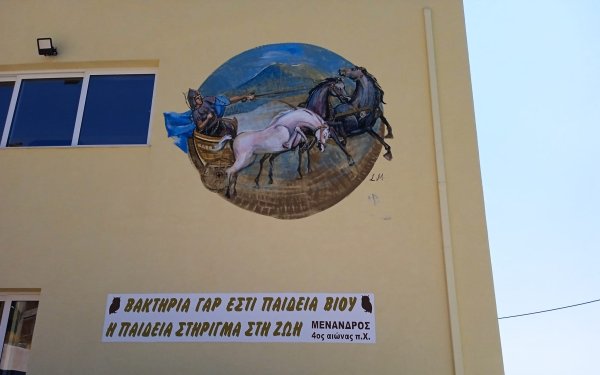 ΒΑΚΤΗΡΙΑ ΓΑΡ ΕΣΤΙ ΠΑΙΔΕΙΑ ΒΙΟΥ
Η ΠΑΙΔΕΙΑ ΣΤΗΡΙΓΜΑ ΣΤΗ ΖΩΗ
ΜΕΝΑΝΔΡΟΣ
4ος αιώνας π.Χ.